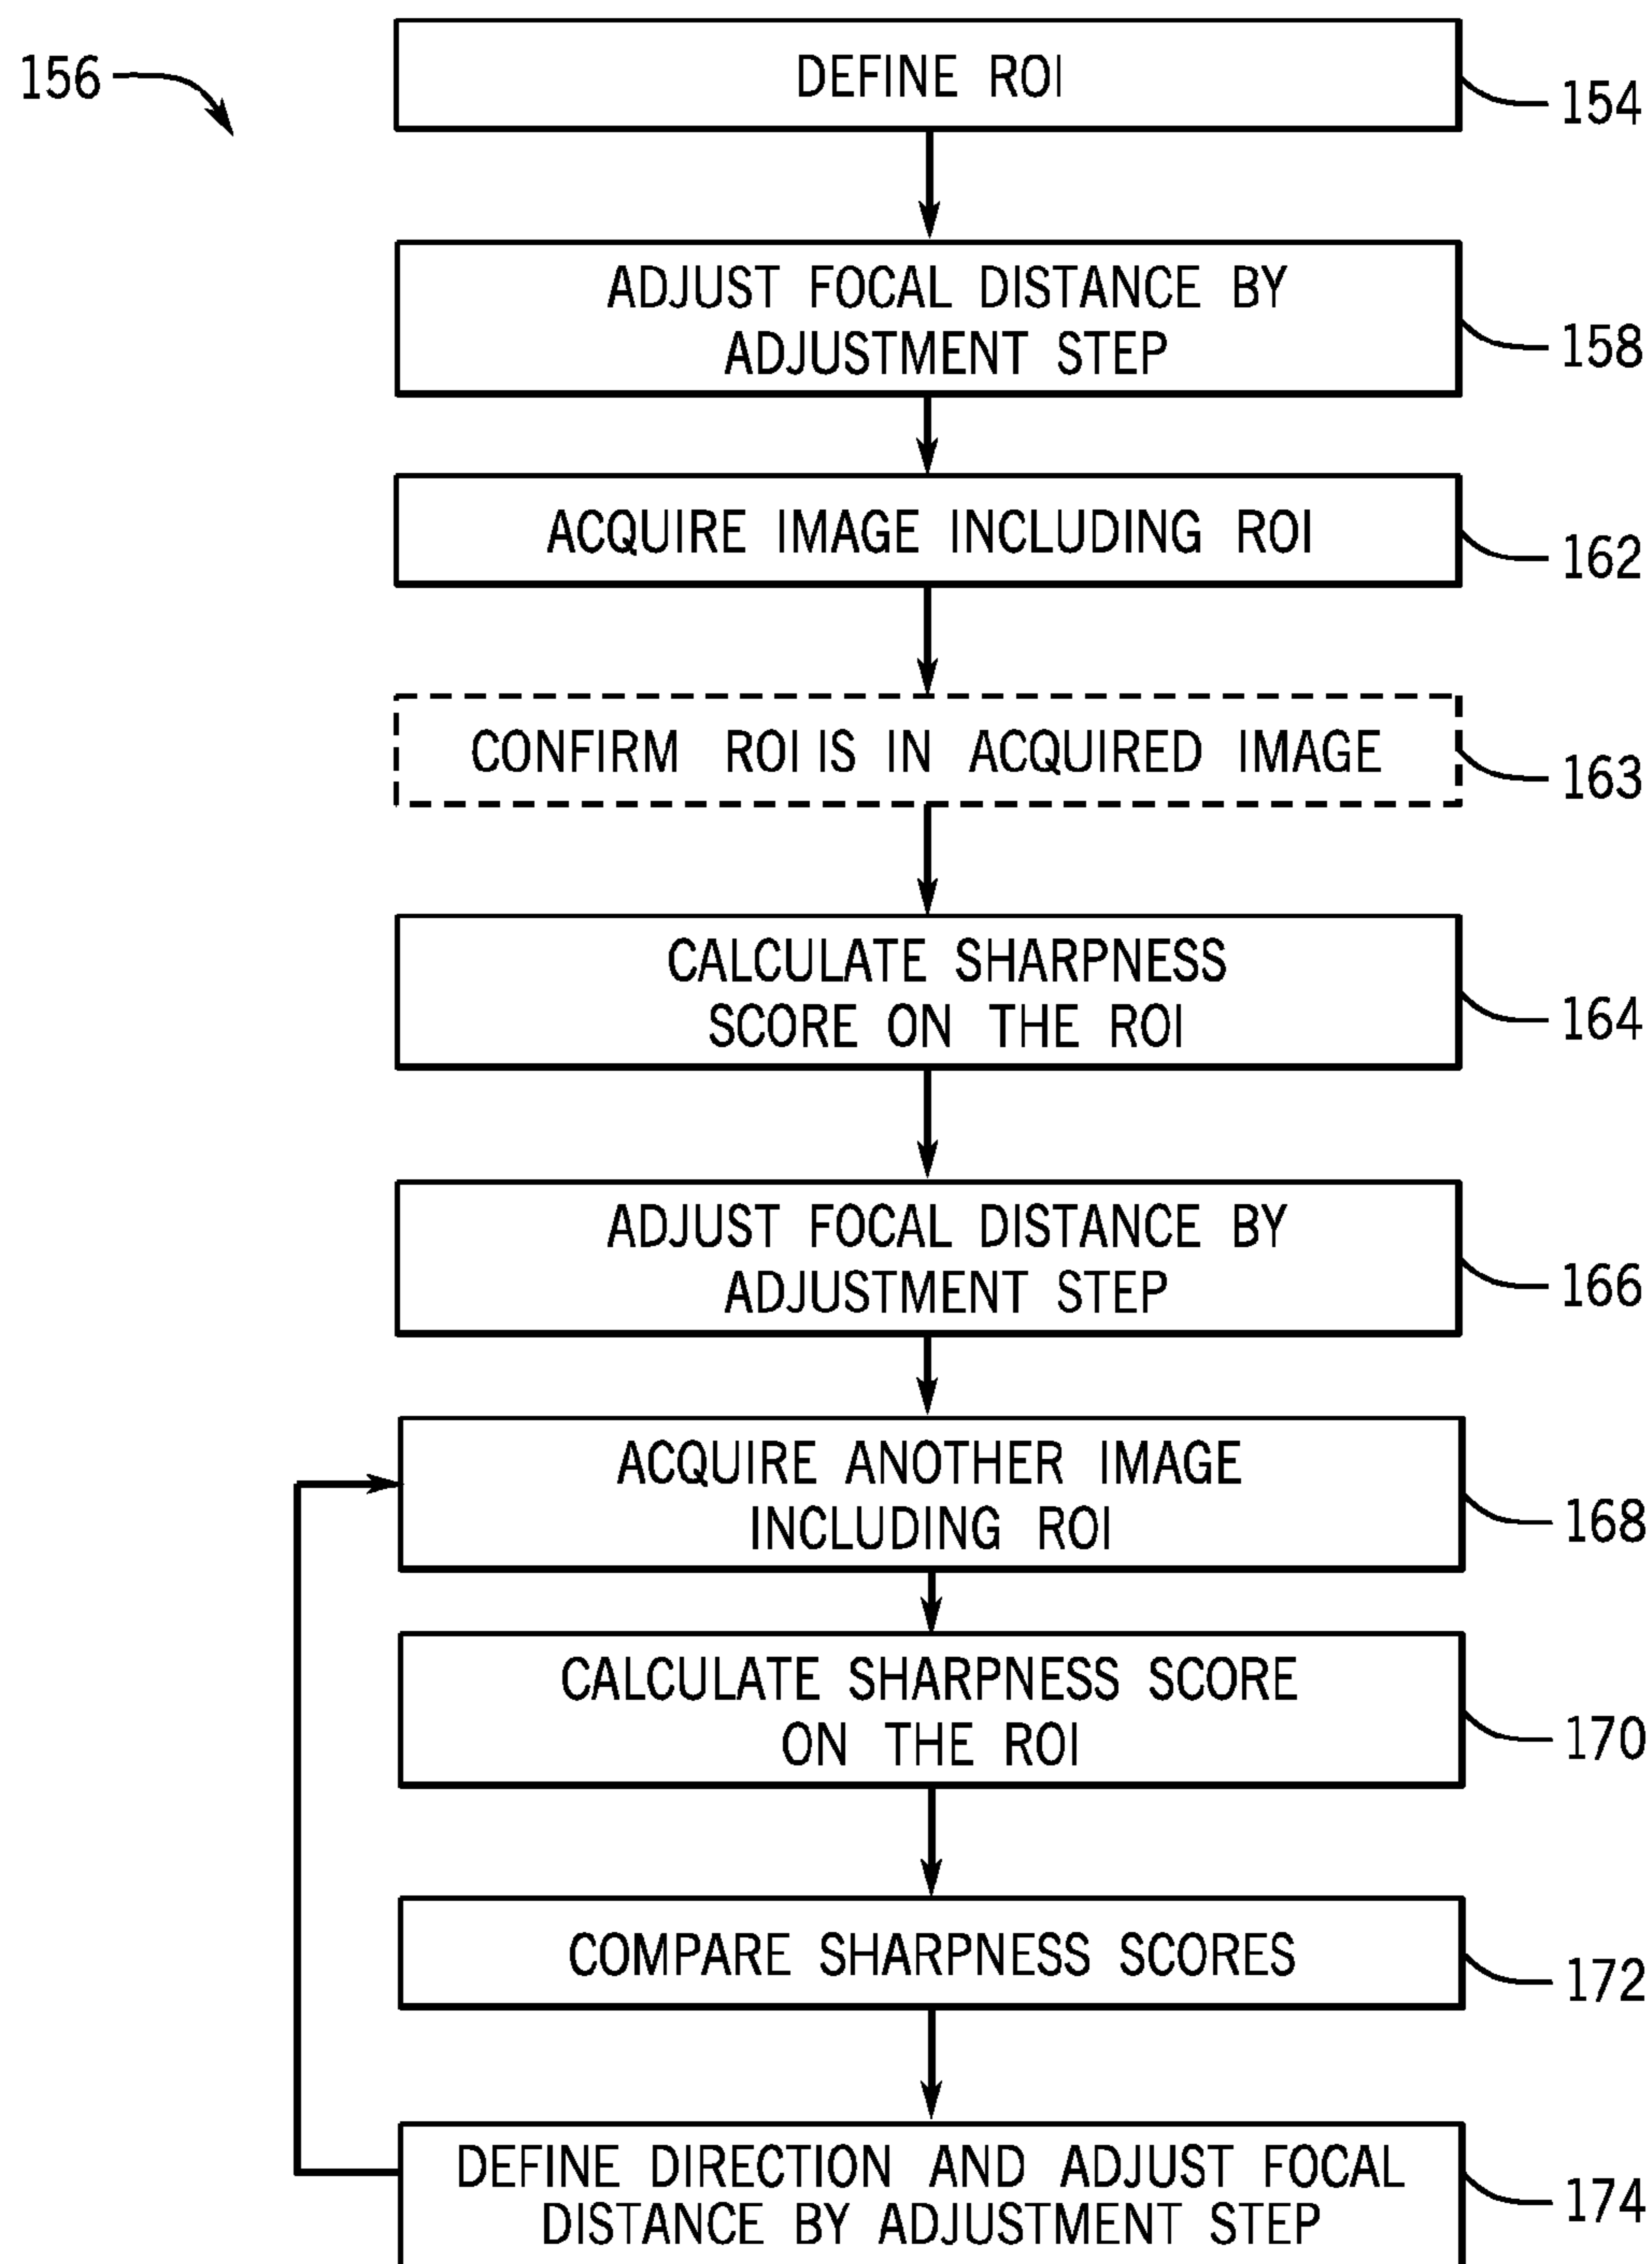 156
DEFINE ROI
154
ADJUST FOCAL DISTANCE BY
ADJUSTMENT STEP
158
ACQUIRE IMAGE INCLUDING ROI
162
CONFIRM ROI IS IN ACQUIRED IMAGE
163
CALCULATE SHARPNESS
SCORE ON THE ROI
164
ADJUST FOCAL DISTANCE BY
ADJUSTMENT STEP
166
ACQUIRE ANOTHER IMAGE
INCLUDING ROI
168
CALCULATE SHARPNESS SCORE
ON THE ROI
170
COMPARE SHARPNESS SCORES
172
DEFINE DIRECTION AND ADJUST FOCAL
DISTANCE BY ADJUSTMENT STEP
174